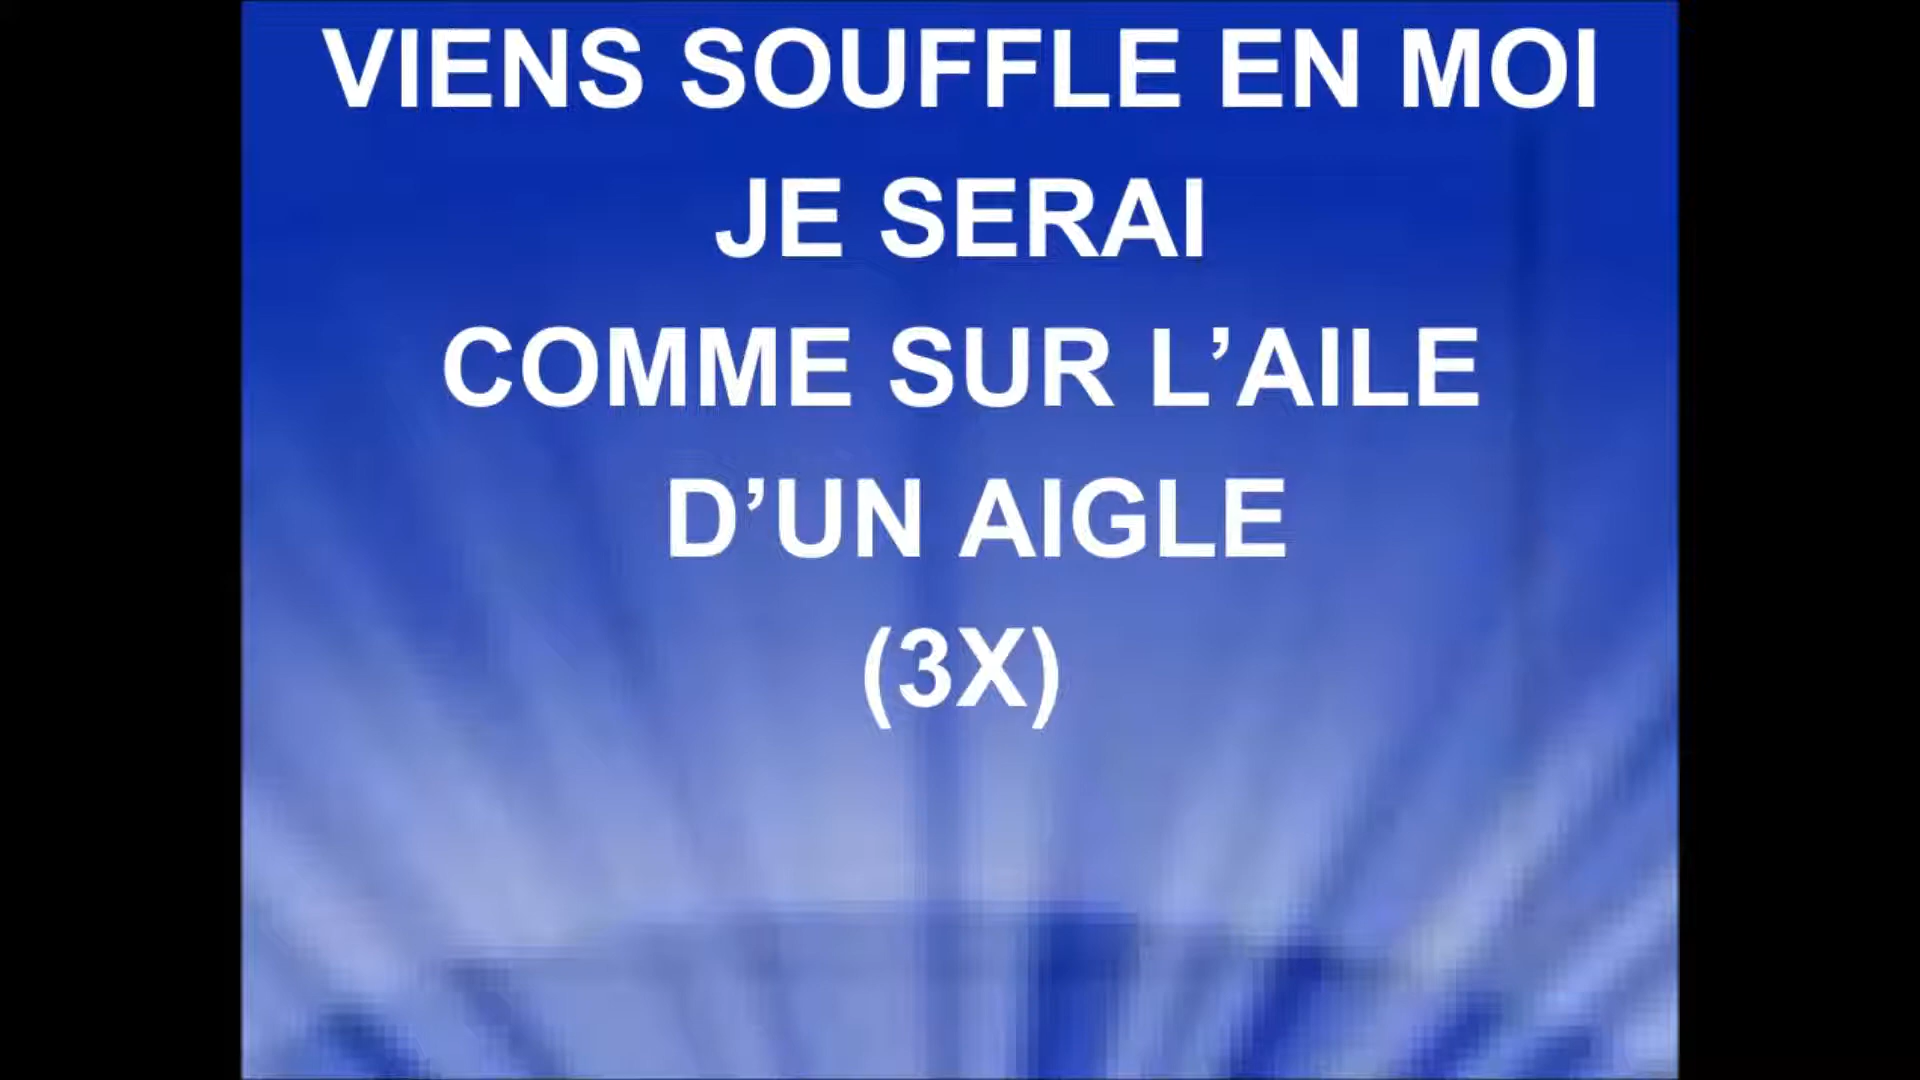 VIENS SOUFFLE EN MOI
JE SERAI
COMME SUR L’AILE
D’UN AIGLE
(3X)